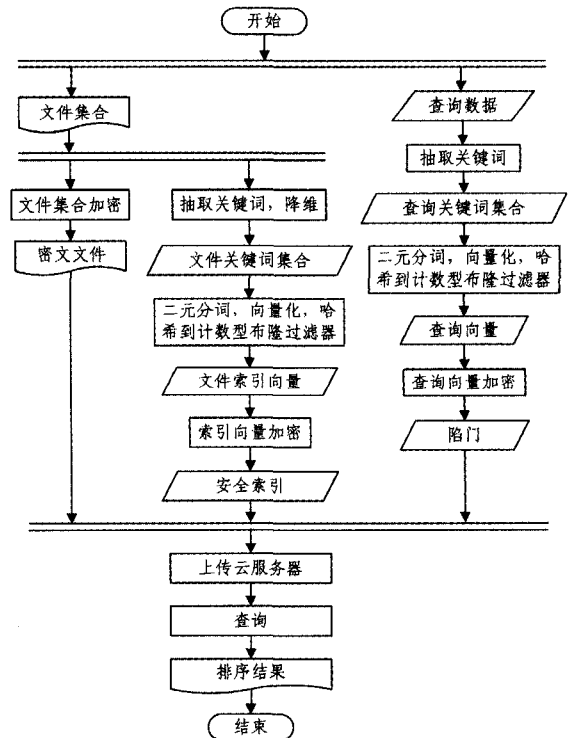 开始
文件集合
查询数据
抽取关键词
文件集合加密
抽取关键词，降维
查询关键词集合
密文文件
文件关键词集合
二元分词，向量化，哈
希到计数型布隆过滤器
二元分词，向量化，哈
希到计数型布隆过滤器
查询向量
文件索引向量
查询向量加密
索引向量加密
陷门
安全索引
上传云服务器
查询
排序结果
结束